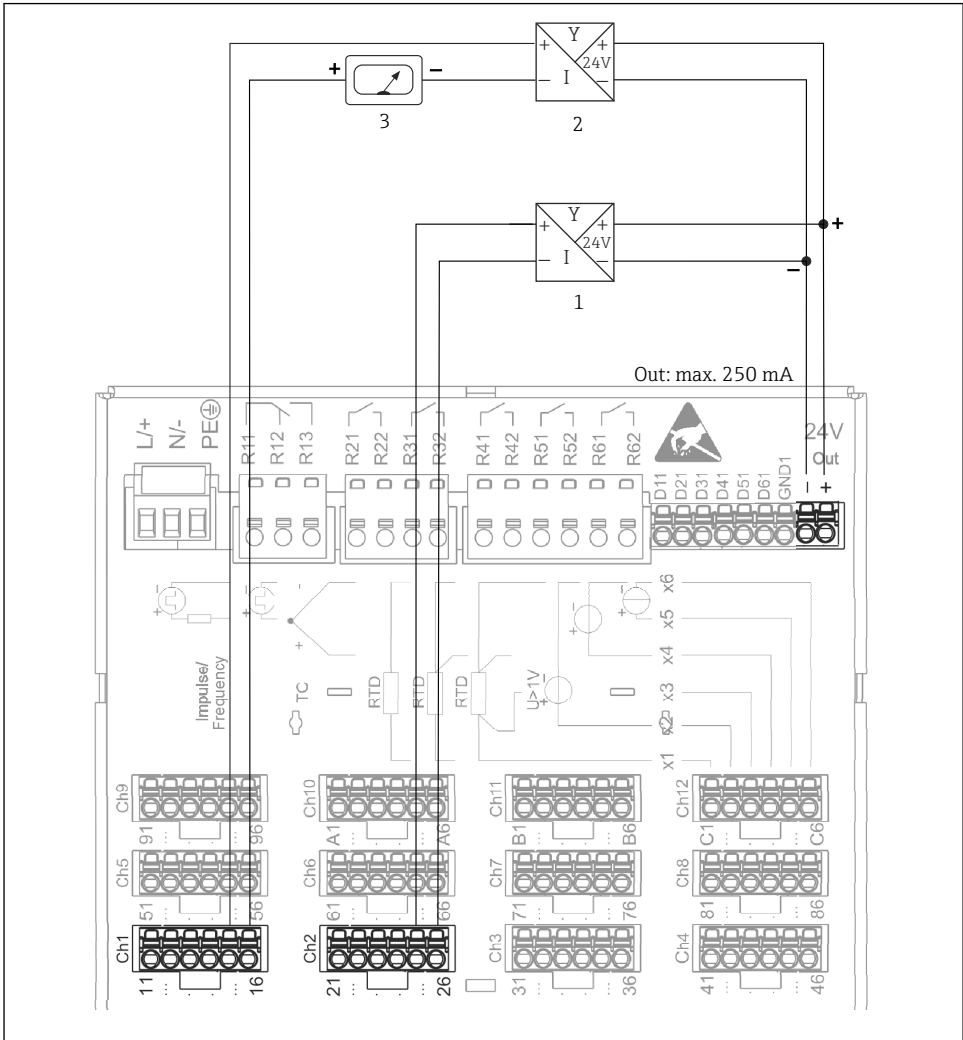 Y
+ +
24V
− I −
+ −
3
2
Y
+ +
24V
− I −
+
−
1
Out: max. 250 mA
L/+
N/-
PE
R11
R12
R13
R21
R22
R31
R32
R41
R42
R51
R52
R61
R62
D11
D21
D31
D41
D51
D61
GND1
24V
Out
− +
Impulse/
Frequency
- +
- +
-
+
TC
RTD
RTD
RTD
U>1V
+ -
+ -
+ -
x6
x5
x4
x3
x2
x1
Ch9
91 ... . ... 96
Ch10
A1 ... . ... A6
Ch11
B1 ... . ... B6
Ch12
C1 ... . ... C6
Ch5
51 ... . ... 56
Ch6
61 ... . ... 66
Ch7
71 ... . ... 76
Ch8
81 ... . ... 86
Ch1
11 ... . ... 16
Ch2
21 ... . ... 26
Ch3
31 ... . ... 36
Ch4
41 ... . ... 46